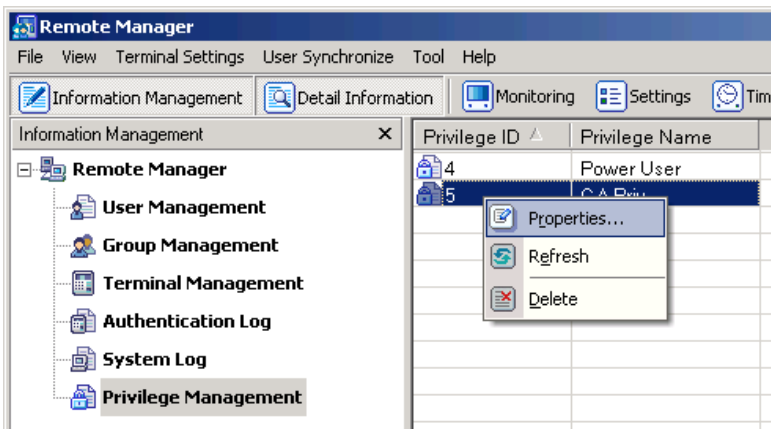 Remote Manager
File View Terminal Settings User Synchronize Tool Help
Information Management Detail Information Monitoring Settings Tim
Information Management X Privilege ID Privilege Name
Remote Manager 4 Power User
5
User Management Properties...
Group Management Refresh
Terminal Management Delete
Authentication Log
System Log
Privilege Management